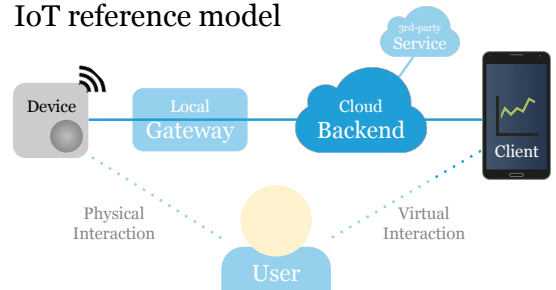 IoT reference model
3rd-party
Service
Device
Local
Gateway
Cloud
Backend
Client
Physical
Interaction
Virtual
Interaction
User